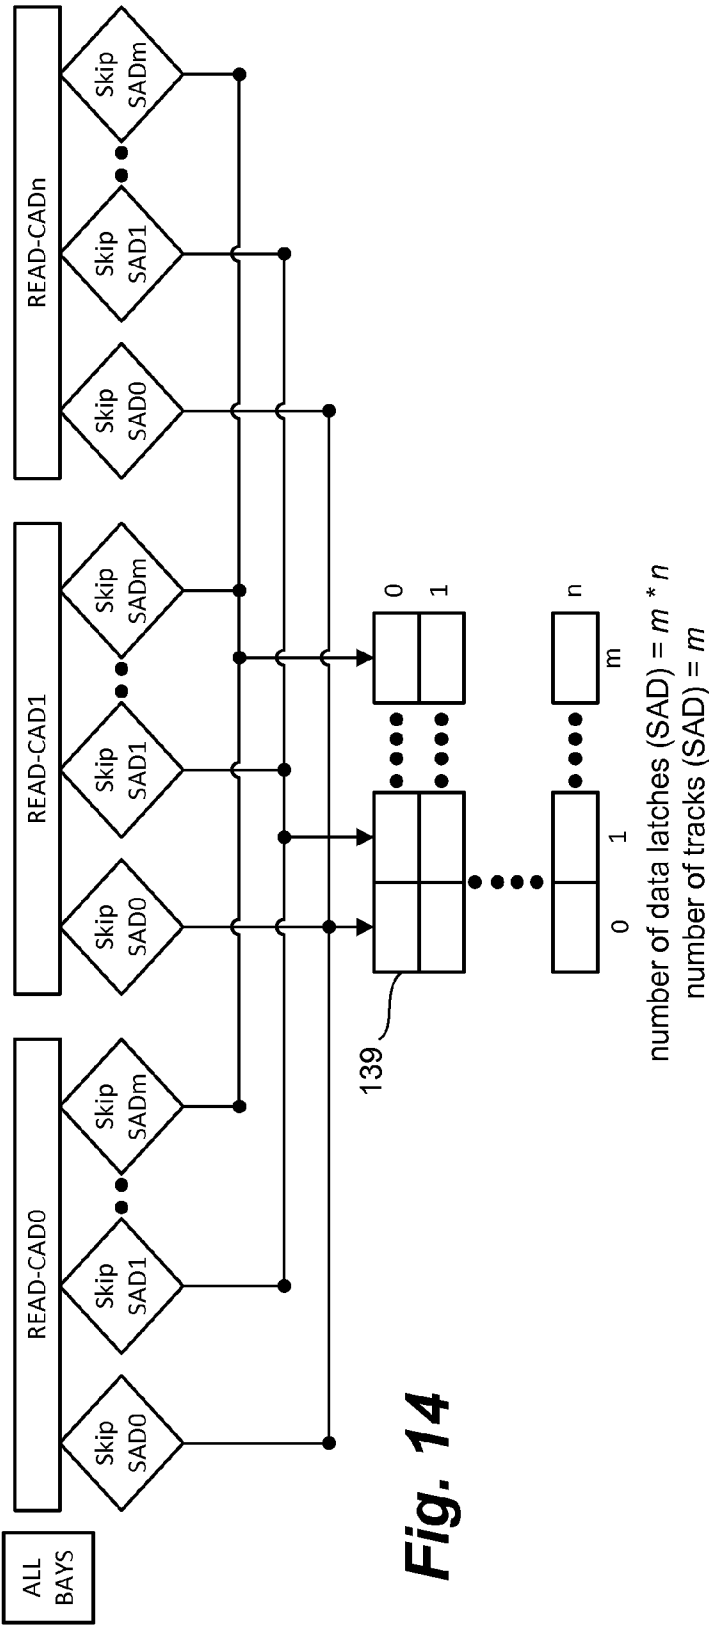 ALL
BAYS
READ-CAD0
READ-CAD1
READ-CADn
Skip
SAD0
Skip
SAD1
Skip
SADm
Skip
SAD0
Skip
SAD1
Skip
SADm
Skip
SAD0
Skip
SAD1
Skip
SADm
139
0
1
n
0
1
m
number of data latches (SAD) = m * n
number of tracks (SAD) = m
Fig. 14